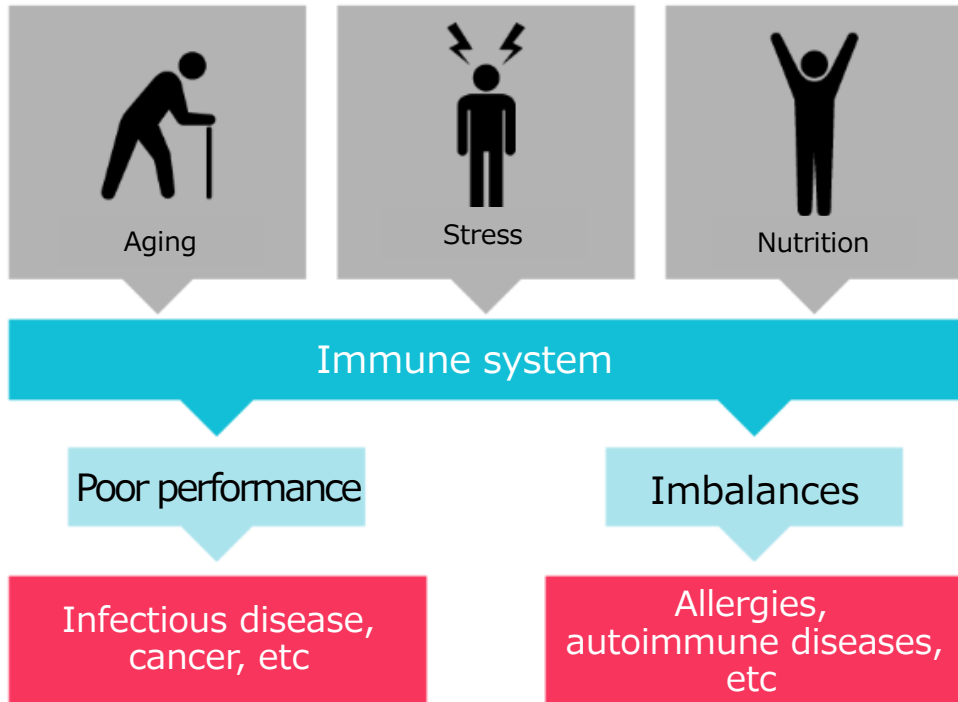 Aging
Stress
Nutrition
Immune system
Poor performance
Imbalances
Infectious disease,
cancer, etc
Allergies,
autoimmune diseases,
etc